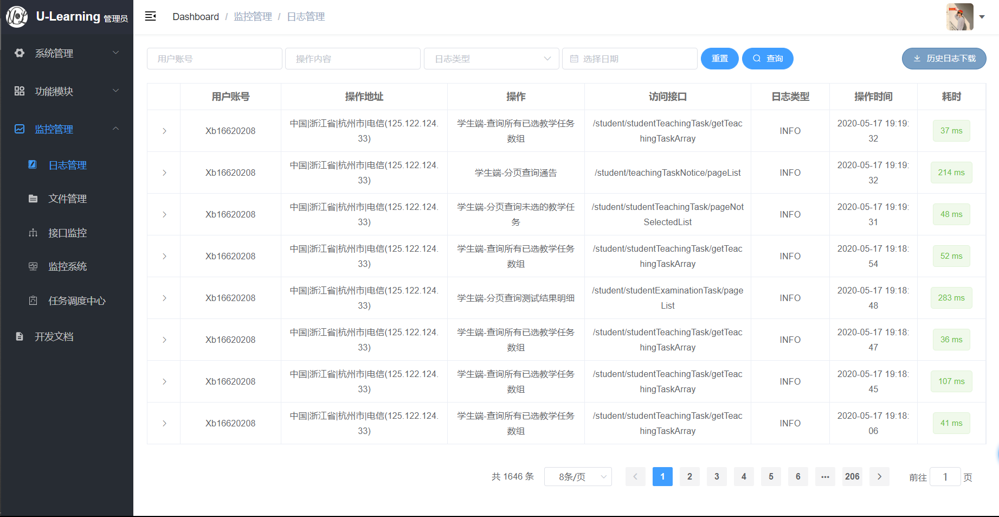 U-Learning 管理员
Dashboard / 监控管理 / 日志管理
系统管理
功能模块
监控管理
日志管理
文件管理
接口监控
监控系统
任务调度中心
开发文档
用户账号 操作内容 日志类型 选择日期 重置 查询 历史日志下载
用户账号 操作地址 操作 访问接口 日志类型 操作时间 耗时
Xb16620208 中国|浙江省|杭州市|电信(125.122.124. 学生端-查询所有已选教学任务 /student/studentTeachingTask/getTeac INFO 2020-05-17 19:19: 37 ms
33) 数组 hingTaskArray 32
Xb16620208 中国|浙江省|杭州市|电信(125.122.124. 学生端-分页查询通告 /student/teachingTaskNotice/pageList INFO 2020-05-17 19:19: 214 ms
33) 32
Xb16620208 中国|浙江省|杭州市|电信(125.122.124. 学生端-分页查询未选的教学任 /student/studentTeachingTask/pageNot INFO 2020-05-17 19:19: 48 ms
33) 务 SelectedList 31
Xb16620208 中国|浙江省|杭州市|电信(125.122.124. 学生端-查询所有已选教学任务 /student/studentTeachingTask/getTeac INFO 2020-05-17 19:18: 52 ms
33) 数组 hingTaskArray 54
Xb16620208 中国|浙江省|杭州市|电信(125.122.124. 学生端-分页查询测试结果明细 /student/studentExaminationTask/page INFO 2020-05-17 19:18: 283 ms
33) List 48
Xb16620208 中国|浙江省|杭州市|电信(125.122.124. 学生端-查询所有已选教学任务 /student/studentTeachingTask/getTeac INFO 2020-05-17 19:18: 36 ms
33) 数组 hingTaskArray 47
Xb16620208 中国|浙江省|杭州市|电信(125.122.124. 学生端-查询所有已选教学任务 /student/studentTeachingTask/getTeac INFO 2020-05-17 19:18: 107 ms
33) 数组 hingTaskArray 45
Xb16620208 中国|浙江省|杭州市|电信(125.122.124. 学生端-查询所有已选教学任务 /student/studentTeachingTask/getTeac INFO 2020-05-17 19:18: 41 ms
33) 数组 hingTaskArray 06
共 1646 条 8条/页 1 2 3 4 5 6 ••• 206 前往 1 页